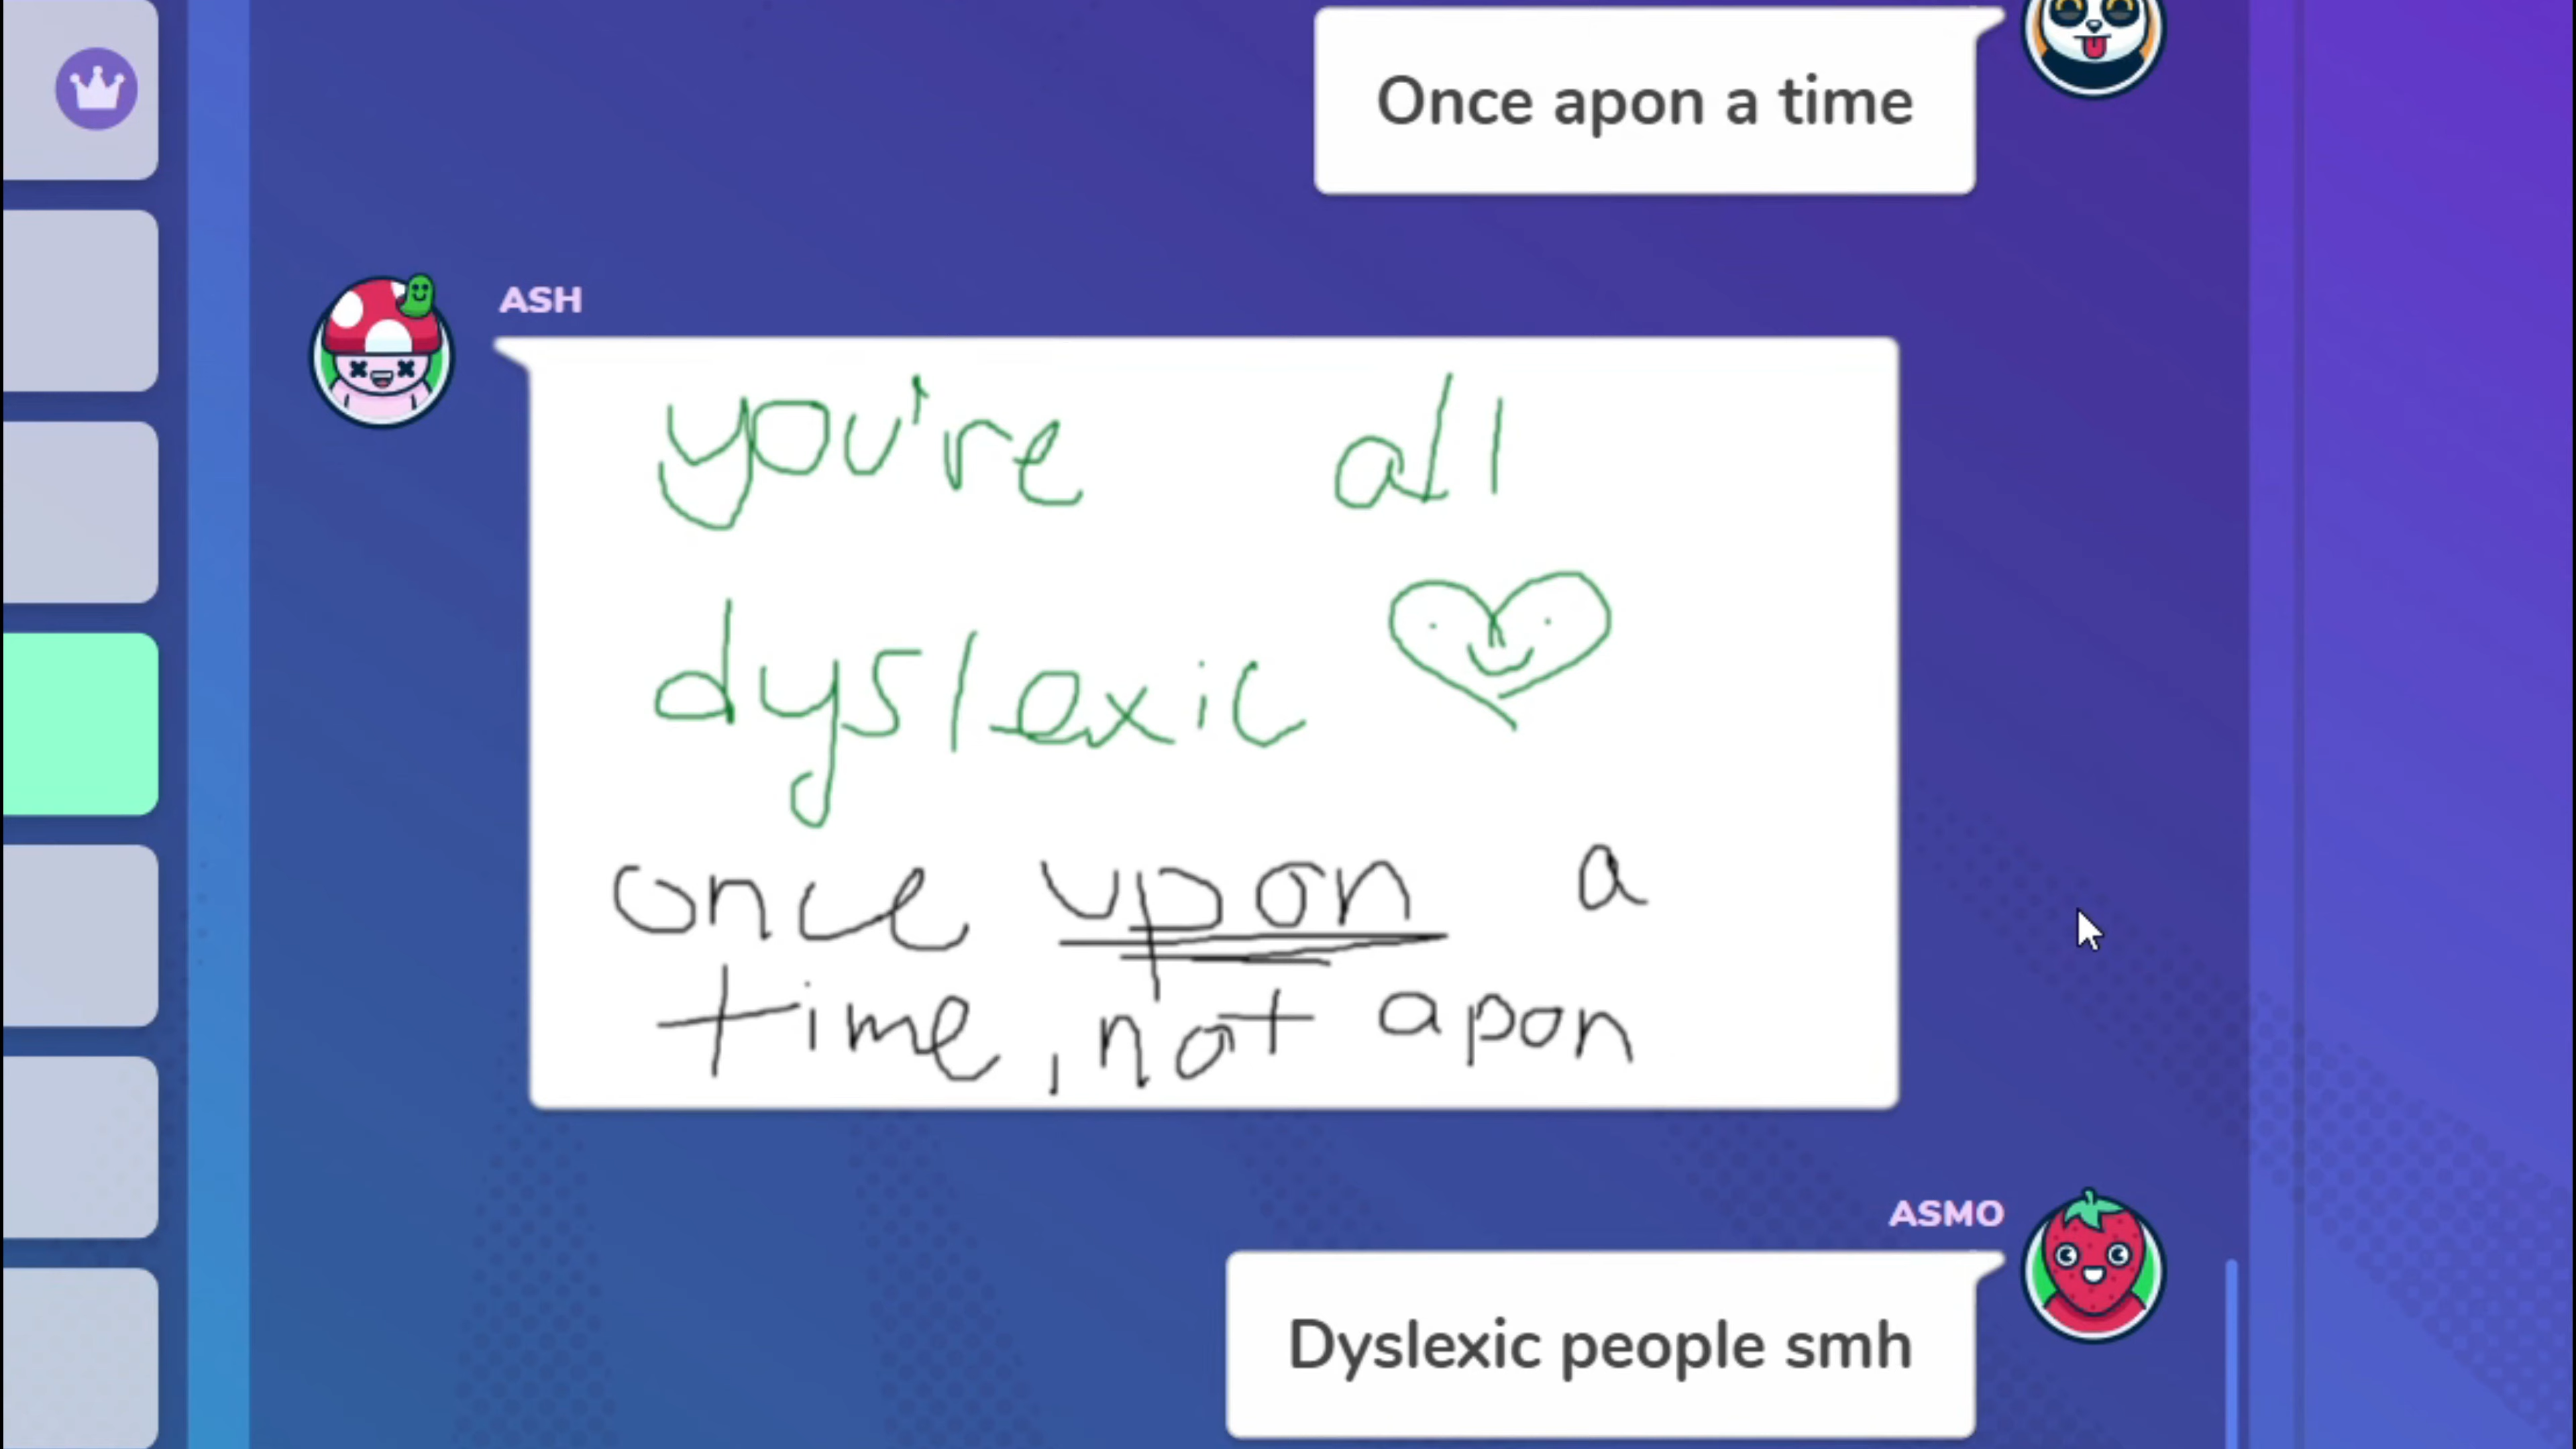 Once apon a time
ASH
you're all
dyslexic
once upon a
time, not apon
ASMO
Dyslexic people smh